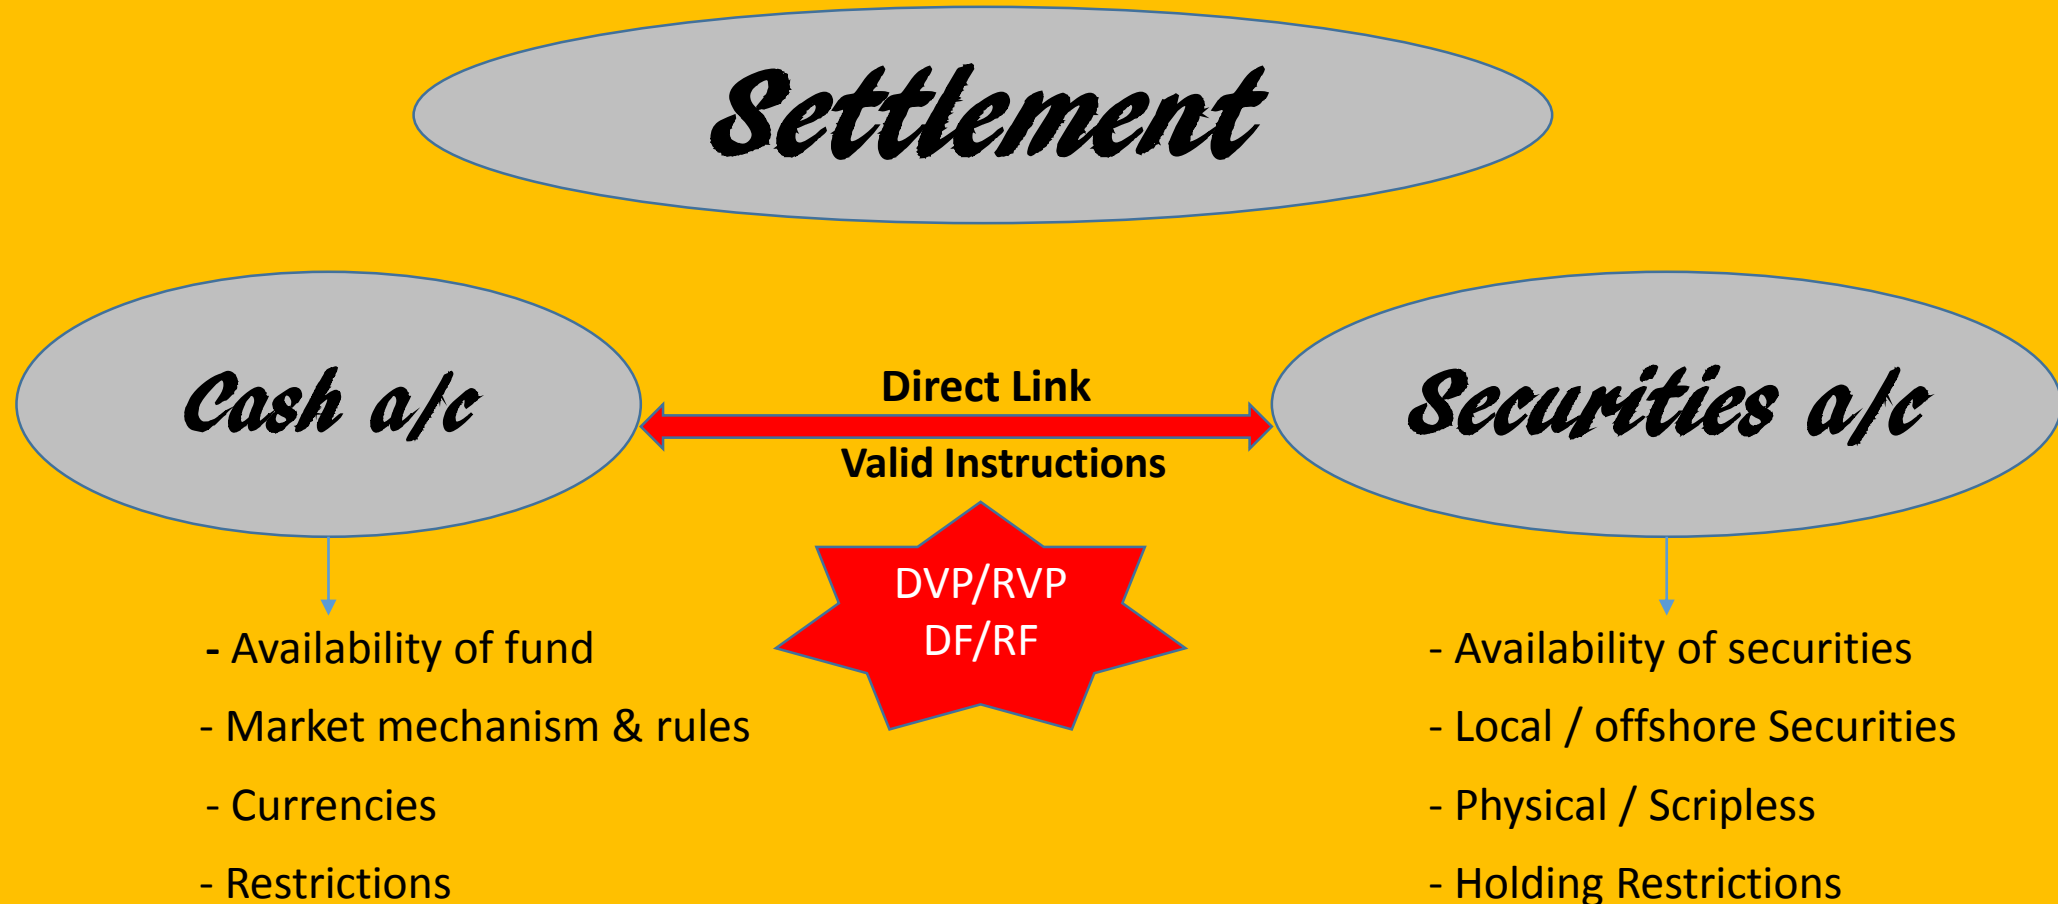 Settlement
Cash a/c
Direct Link
Valid Instructions
Securities a/c
DVP/RVP
DF/RF
- Availability of fund
- Market mechanism & rules
- Currencies
- Restrictions
- Availability of securities
- Local / offshore Securities
- Physical / Scripless
- Holding Restrictions